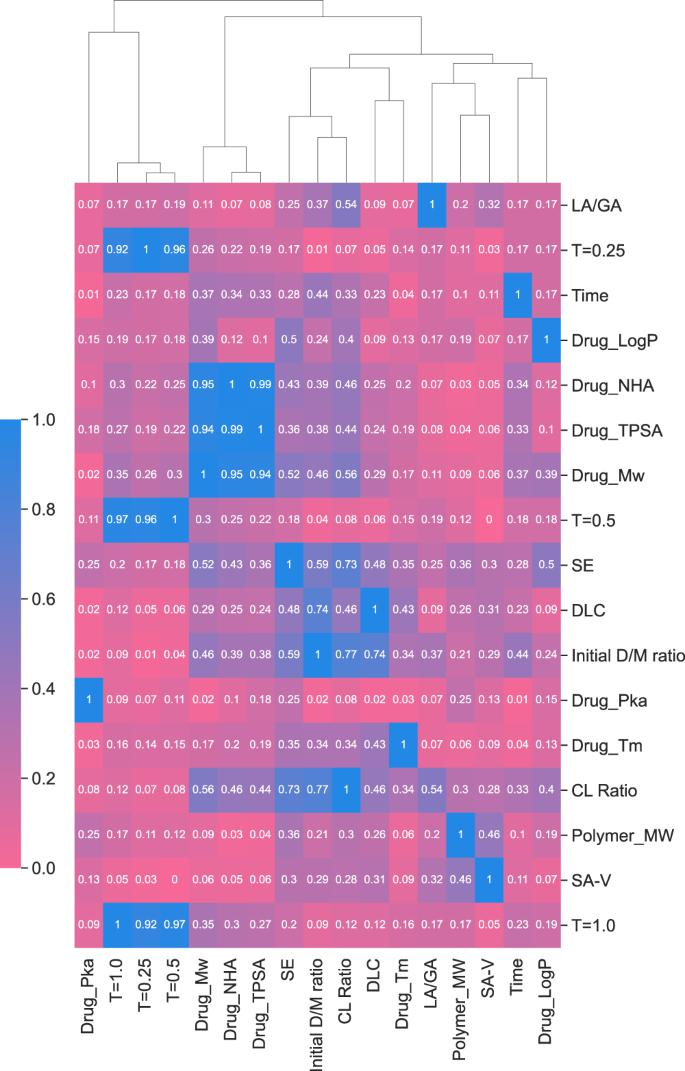 0.07 0.17 0.17 0.19 0.11 0.07 0.08 0.25 0.37 0.54 0.09 0.07 1 0.2 0.32 0.17 0.17 LA/GA
0.07 0.92 1 0.96 0.26 0.22 0.19 0.17 0.01 0.07 0.05 0.14 0.17 0.11 0.03 0.17 0.17 T=0.25
0.01 0.23 0.17 0.18 0.37 0.34 0.33 0.28 0.44 0.33 0.23 0.04 0.17 0.1 0.11 1 0.17 Time
0.15 0.19 0.17 0.18 0.39 0.12 0.1 0.5 0.24 0.4 0.09 0.13 0.17 0.19 0.07 0.17 1 Drug_LogP
0.1 0.3 0.22 0.25 0.95 1 0.99 0.43 0.39 0.46 0.25 0.2 0.07 0.03 0.05 0.34 0.12 Drug_NHA
0.18 0.27 0.19 0.22 0.94 0.99 1 0.36 0.38 0.44 0.24 0.19 0.08 0.04 0.06 0.33 0.1 Drug_TPSA
0.02 0.35 0.26 0.3 1 0.95 0.94 0.52 0.46 0.56 0.29 0.17 0.11 0.09 0.06 0.37 0.39 Drug_Mw
0.11 0.97 0.96 1 0.3 0.25 0.22 0.18 0.04 0.08 0.06 0.15 0.19 0.12 0 0.18 0.18 T=0.5
0.25 0.2 0.17 0.18 0.52 0.43 0.36 1 0.59 0.73 0.48 0.35 0.25 0.36 0.3 0.28 0.5 SE
0.02 0.12 0.05 0.06 0.29 0.25 0.24 0.48 0.74 0.46 1 0.43 0.09 0.26 0.31 0.23 0.09 DLC
0.02 0.09 0.01 0.04 0.46 0.39 0.38 0.59 1 0.77 0.74 0.34 0.37 0.21 0.29 0.44 0.24 Initial D/M ratio
1 0.09 0.07 0.11 0.02 0.1 0.18 0.25 0.02 0.08 0.02 0.03 0.07 0.25 0.13 0.01 0.15 Drug_Pka
0.03 0.16 0.14 0.15 0.17 0.2 0.19 0.35 0.34 0.34 0.43 1 0.07 0.06 0.09 0.04 0.13 Drug_Tm
0.08 0.12 0.07 0.08 0.56 0.46 0.44 0.73 0.77 1 0.46 0.34 0.54 0.3 0.28 0.33 0.4 CL Ratio
0.25 0.17 0.11 0.12 0.09 0.03 0.04 0.36 0.21 0.3 0.26 0.06 0.2 1 0.46 0.1 0.19 Polymer_MW
0.13 0.05 0.03 0 0.06 0.05 0.06 0.3 0.29 0.28 0.31 0.09 0.32 0.46 1 0.11 0.07 SA-V
0.09 1 0.92 0.97 0.35 0.3 0.27 0.2 0.09 0.12 0.12 0.16 0.17 0.17 0.05 0.23 0.19 T=1.0
1.0
0.8
0.6
0.4
0.2
0.0
Drug_Pka
T=1.0
T=0.25
T=0.5
Drug_Mw
Drug_NHA
Drug_TPSA
SE
Initial D/M ratio
CL Ratio
DLC
Drug_Tm
LA/GA
Polymer_MW
SA-V
Time
Drug_LogP